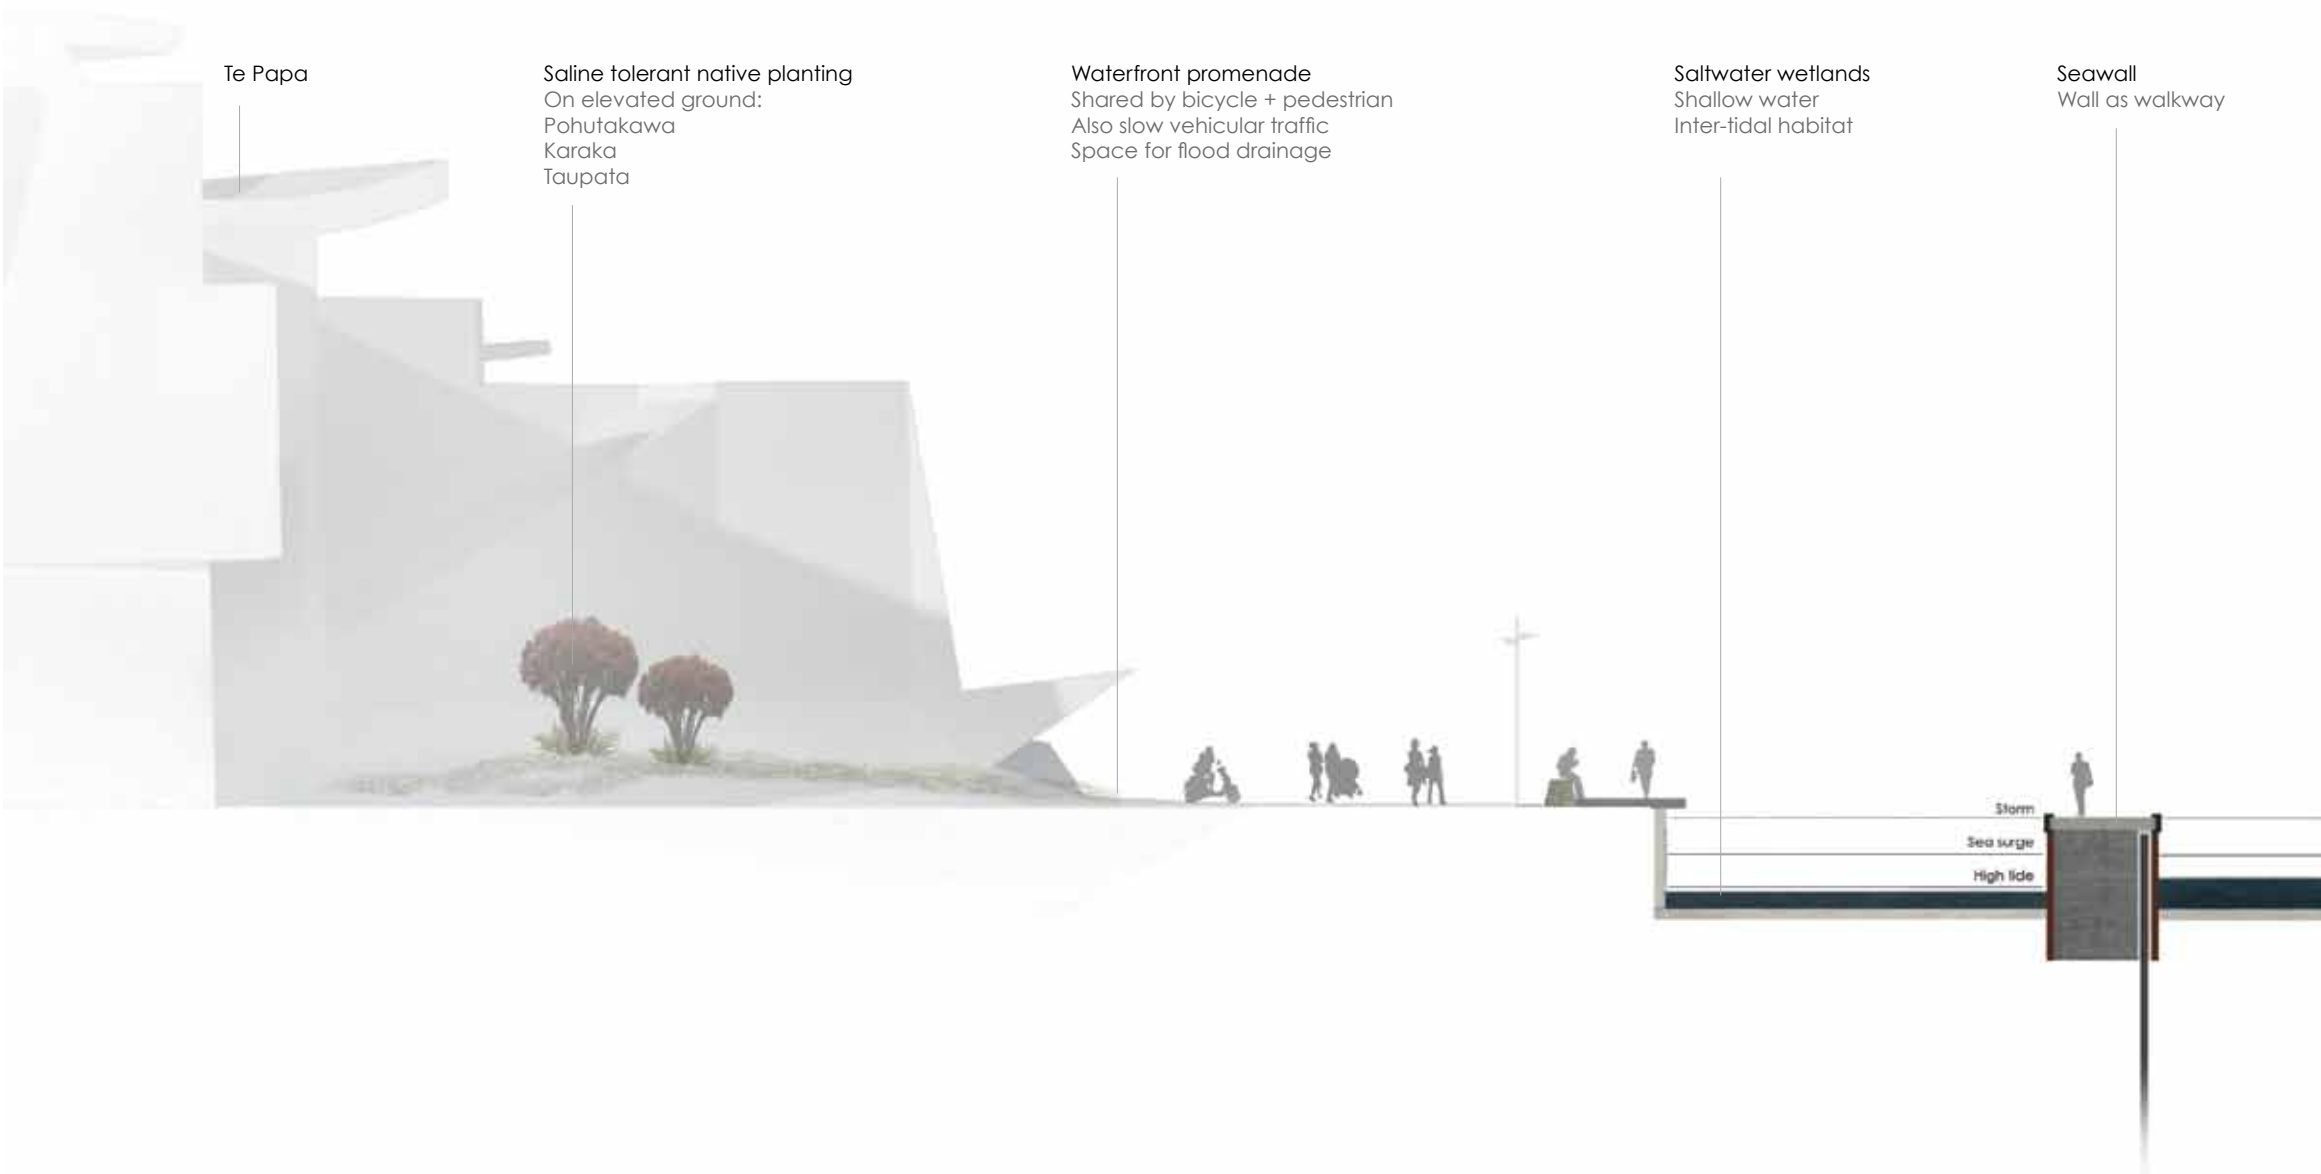 Te Papa
Saline tolerant native planting
On elevated ground:
Pohutakawa
Karaka
Taupata
Waterfront promenade
Shared by bicycle + pedestrian
Also slow vehicular traffic
Space for flood drainage
Saltwater wetlands
Shallow water
Inter-tidal habitat
Seawall
Wall as walkway
Storm
Sea surge
High tide